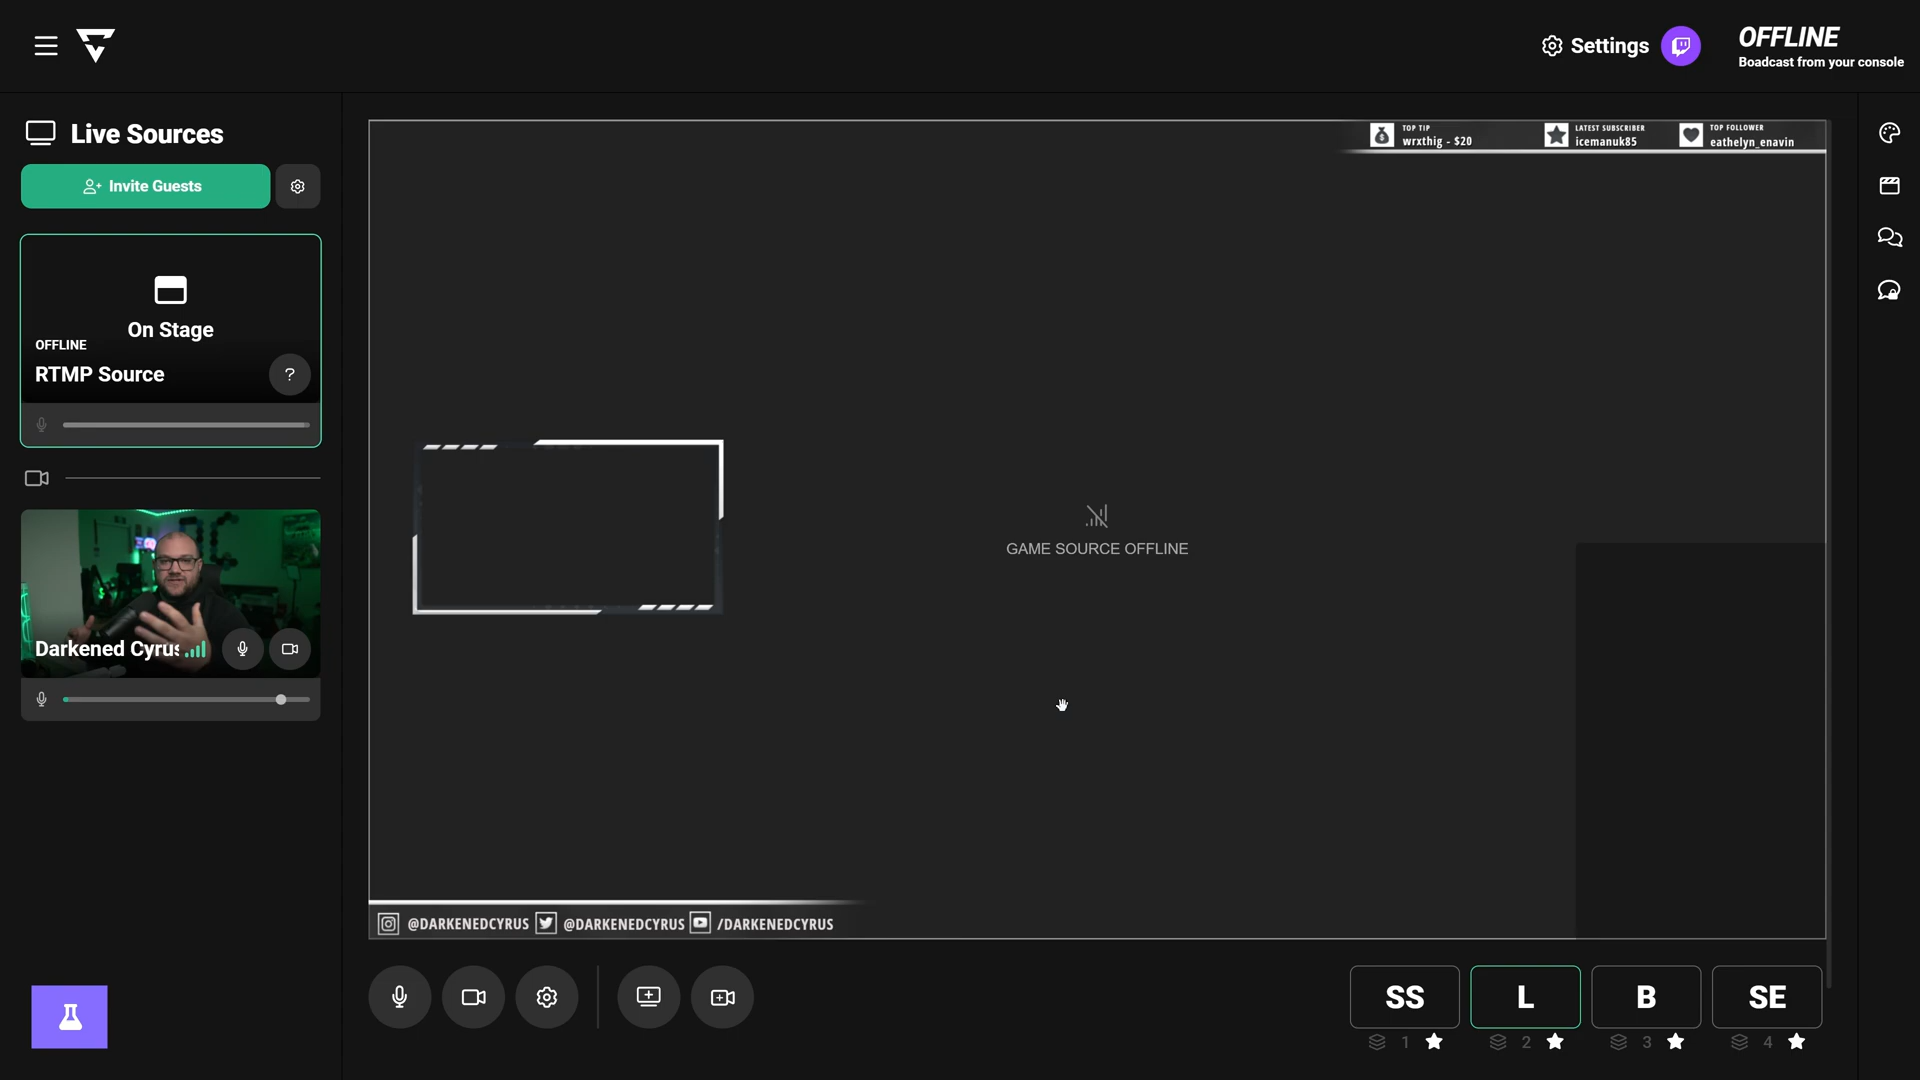 Settings
OFFLINE
Boadcast from your console
Live Sources
Invite Guests
On Stage
OFFLINE
RTMP Source
?
Darkened Cyrus
TOP TIP
wrxthig - $20
LATEST SUBSCRIBER
icemanuk85
TOP FOLLOWER
eathelyn_enavin
GAME SOURCE OFFLINE
@DARKENEDCYRUS @DARKENEDCYRUS /DARKENEDCYRUS
SS L B SE
1 2 3 4